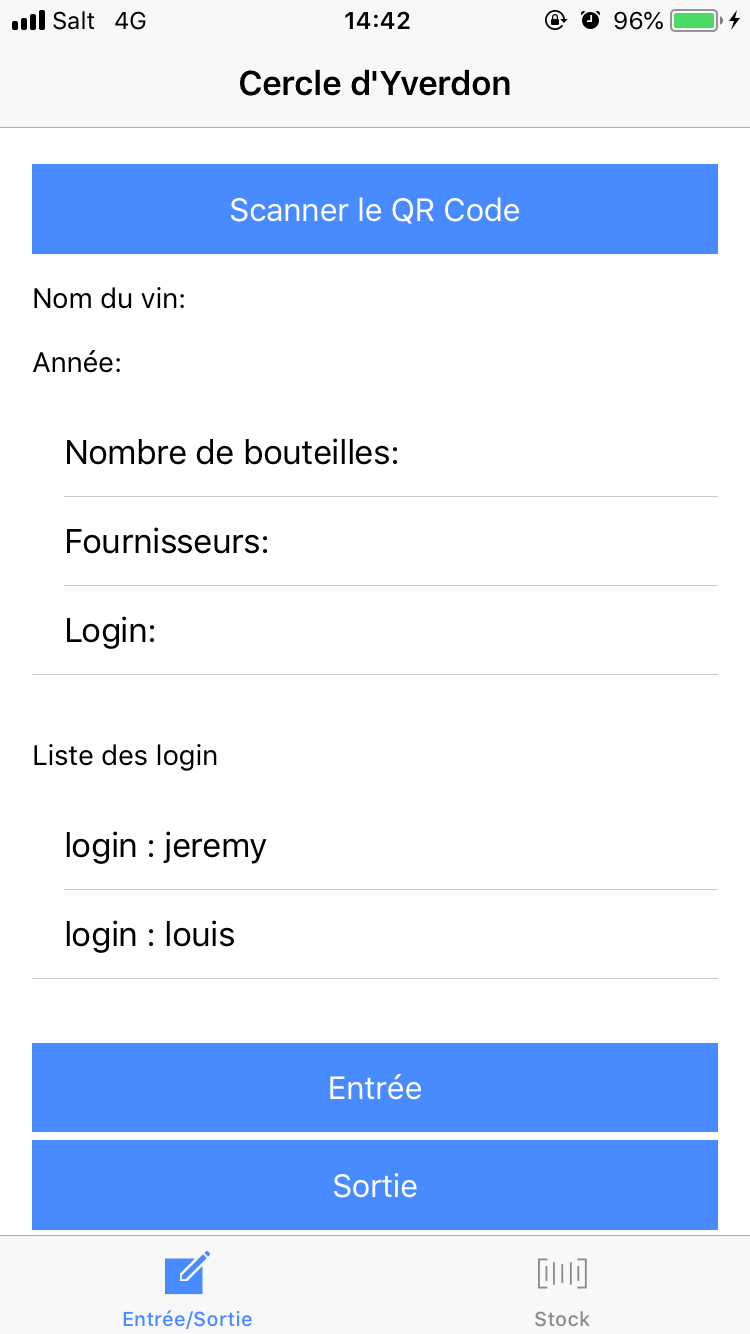 Salt 4G 14:42 96%
Cercle d'Yverdon
Scanner le QR Code
Nom du vin:
Année:
Nombre de bouteilles:
Fournisseurs:
Login:
Liste des login
login : jeremy
login : louis
Entrée
Sortie
Entrée/Sortie Stock